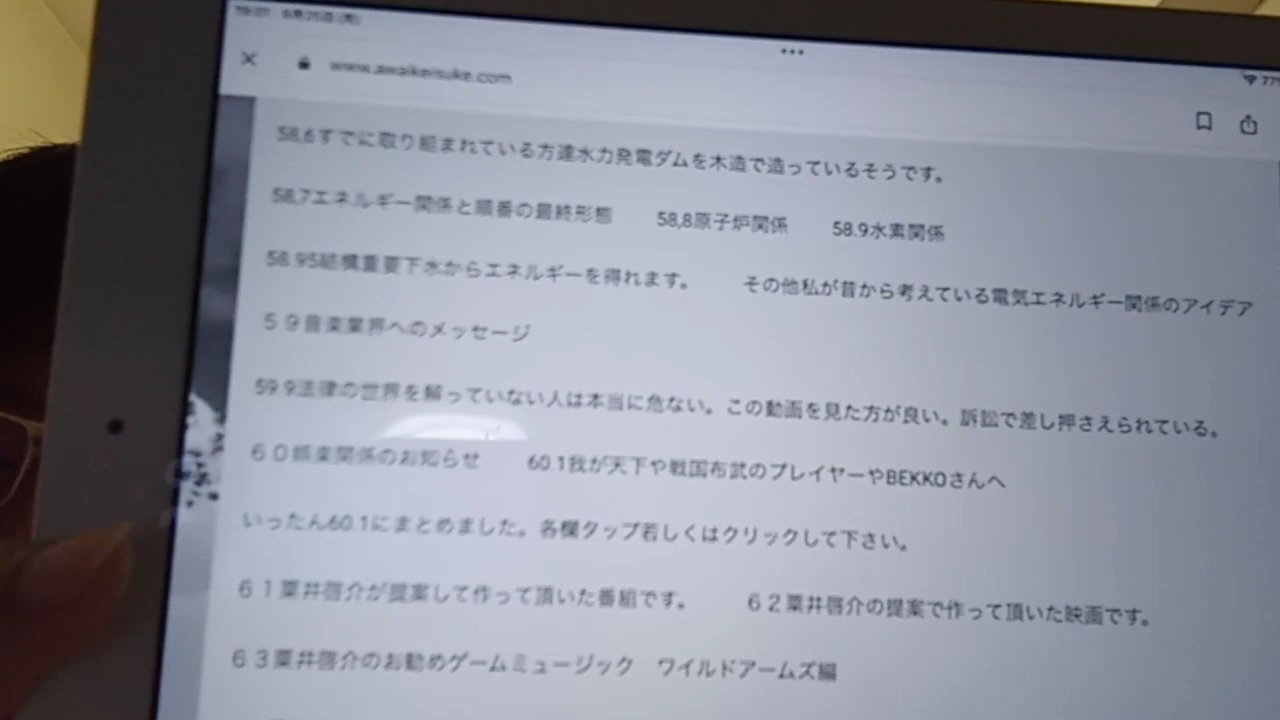 19:01 9月25日(月)
77%
www.awaikeisuke.com
58,6すでに取り組まれている方達水力発電ダムを木造で造っているそうです。
58,7エネルギー関係と順番の最終形態 58,8原子炉関係 58.9水素関係
58.95結構重要下水からエネルギーを得れます。 その他私が昔から考えている電気エネルギー関係のアイデア
59音楽業界へのメッセージ
59 9法律の世界を解っていない人は本当に危ない。この動画を見た方が良い。訴訟で差し押さえられている。
60娯楽関係のお知らせ 60.1我が天下や戦国布武のプレイヤーやBEKKOさんへ
いったん60.1にまとめました。各欄タップ若しくはクリックして下さい。
61粟井啓介が提案して作って頂いた番組です。 62粟井啓介の提案で作って頂いた映画です。
63粟井啓介のお勧めゲームミュージック ワイルドアームズ編